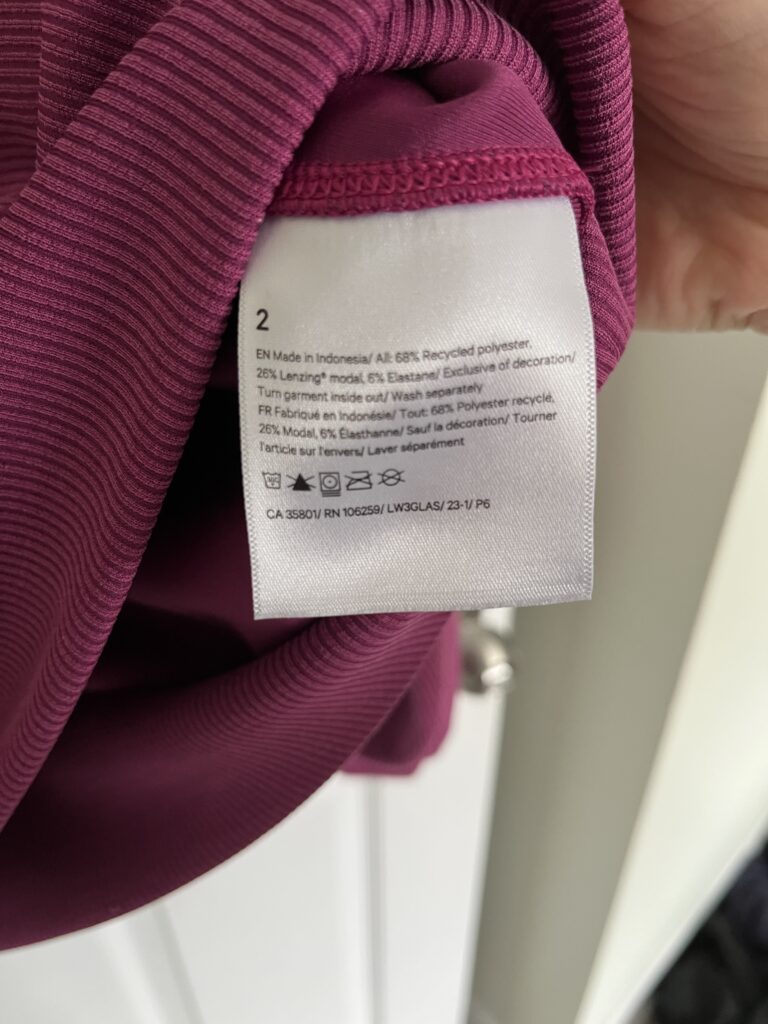 2
EN Made in Indonesia/ All: 68% Recycled polyester,
26% Lenzing® modal, 6% Elastane/ Exclusive of decoration/
Turn garment inside out/ Wash separately
FR Fabriqué en Indonésie/ Tout: 68% Polyester recyclé,
26% Modal, 6% Élasthanne/ Sauf la décoration/ Tourner
l'article sur l'envers/ Laver séparément
CA 35801/ RN 106259/ LW3GLAS/ 23-1/ P6